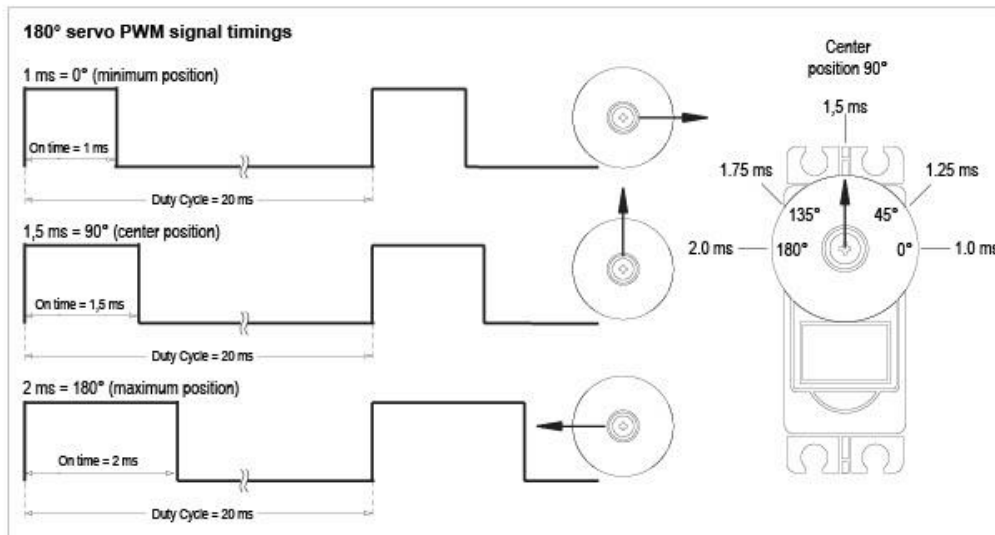 180° servo PWM signal timings
1 ms = 0° (minimum position)
On time = 1 ms
Duty Cycle = 20 ms
1,5 ms = 90° (center position)
On time = 1,5 ms
Duty Cycle = 20 ms
2 ms = 180° (maximum position)
On time = 2 ms
Duty Cycle = 20 ms
Center
position 90°
1,5 ms
1.75 ms
1.25 ms
135°
45°
2.0 ms
180°
0°
1.0 ms